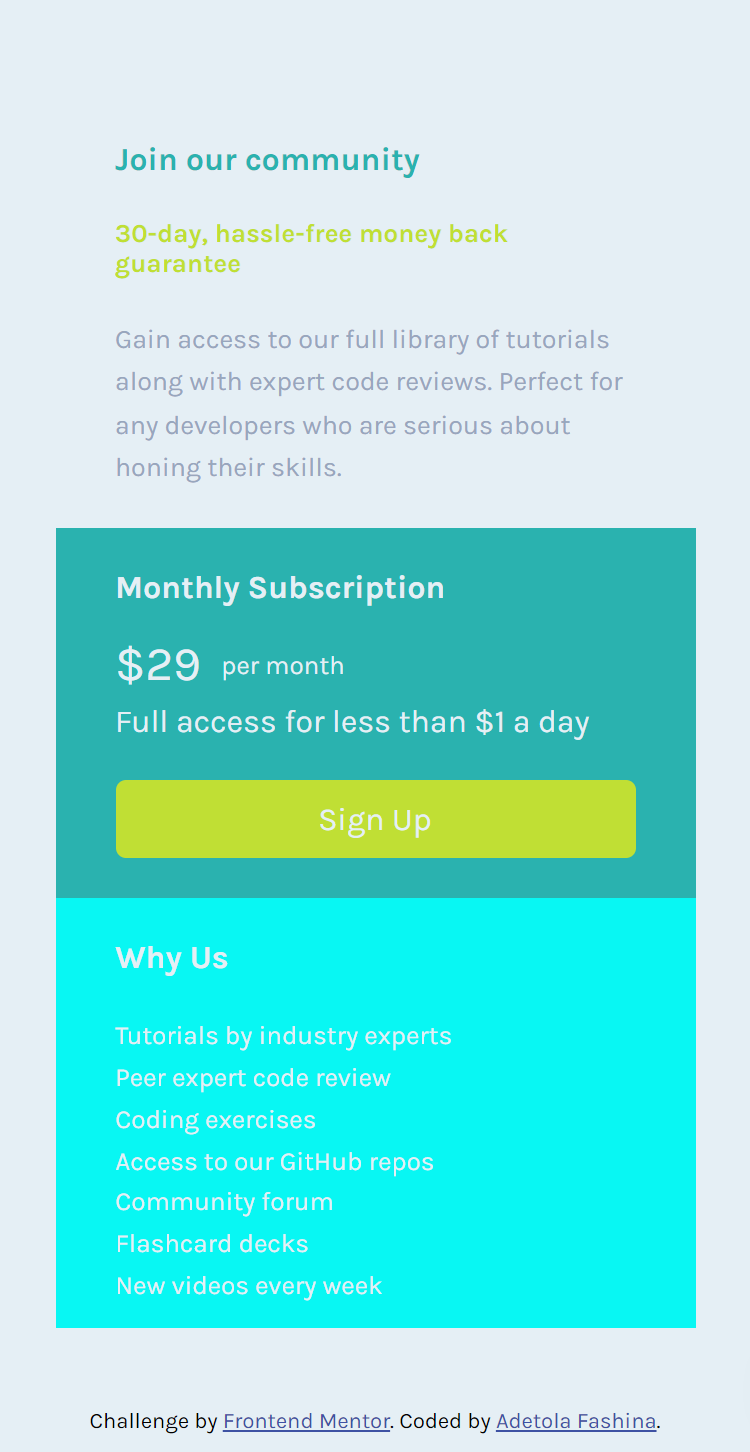 Join our community
30-day, hassle-free money back
guarantee
Gain access to our full library of tutorials
along with expert code reviews. Perfect for
any developers who are serious about
honing their skills.
Monthly Subscription
$29 per month
Full access for less than $1 a day
Sign Up
Why Us
Tutorials by industry experts
Peer expert code review
Coding exercises
Access to our GitHub repos
Community forum
Flashcard decks
New videos every week
Challenge by Frontend Mentor. Coded by Adetola Fashina.